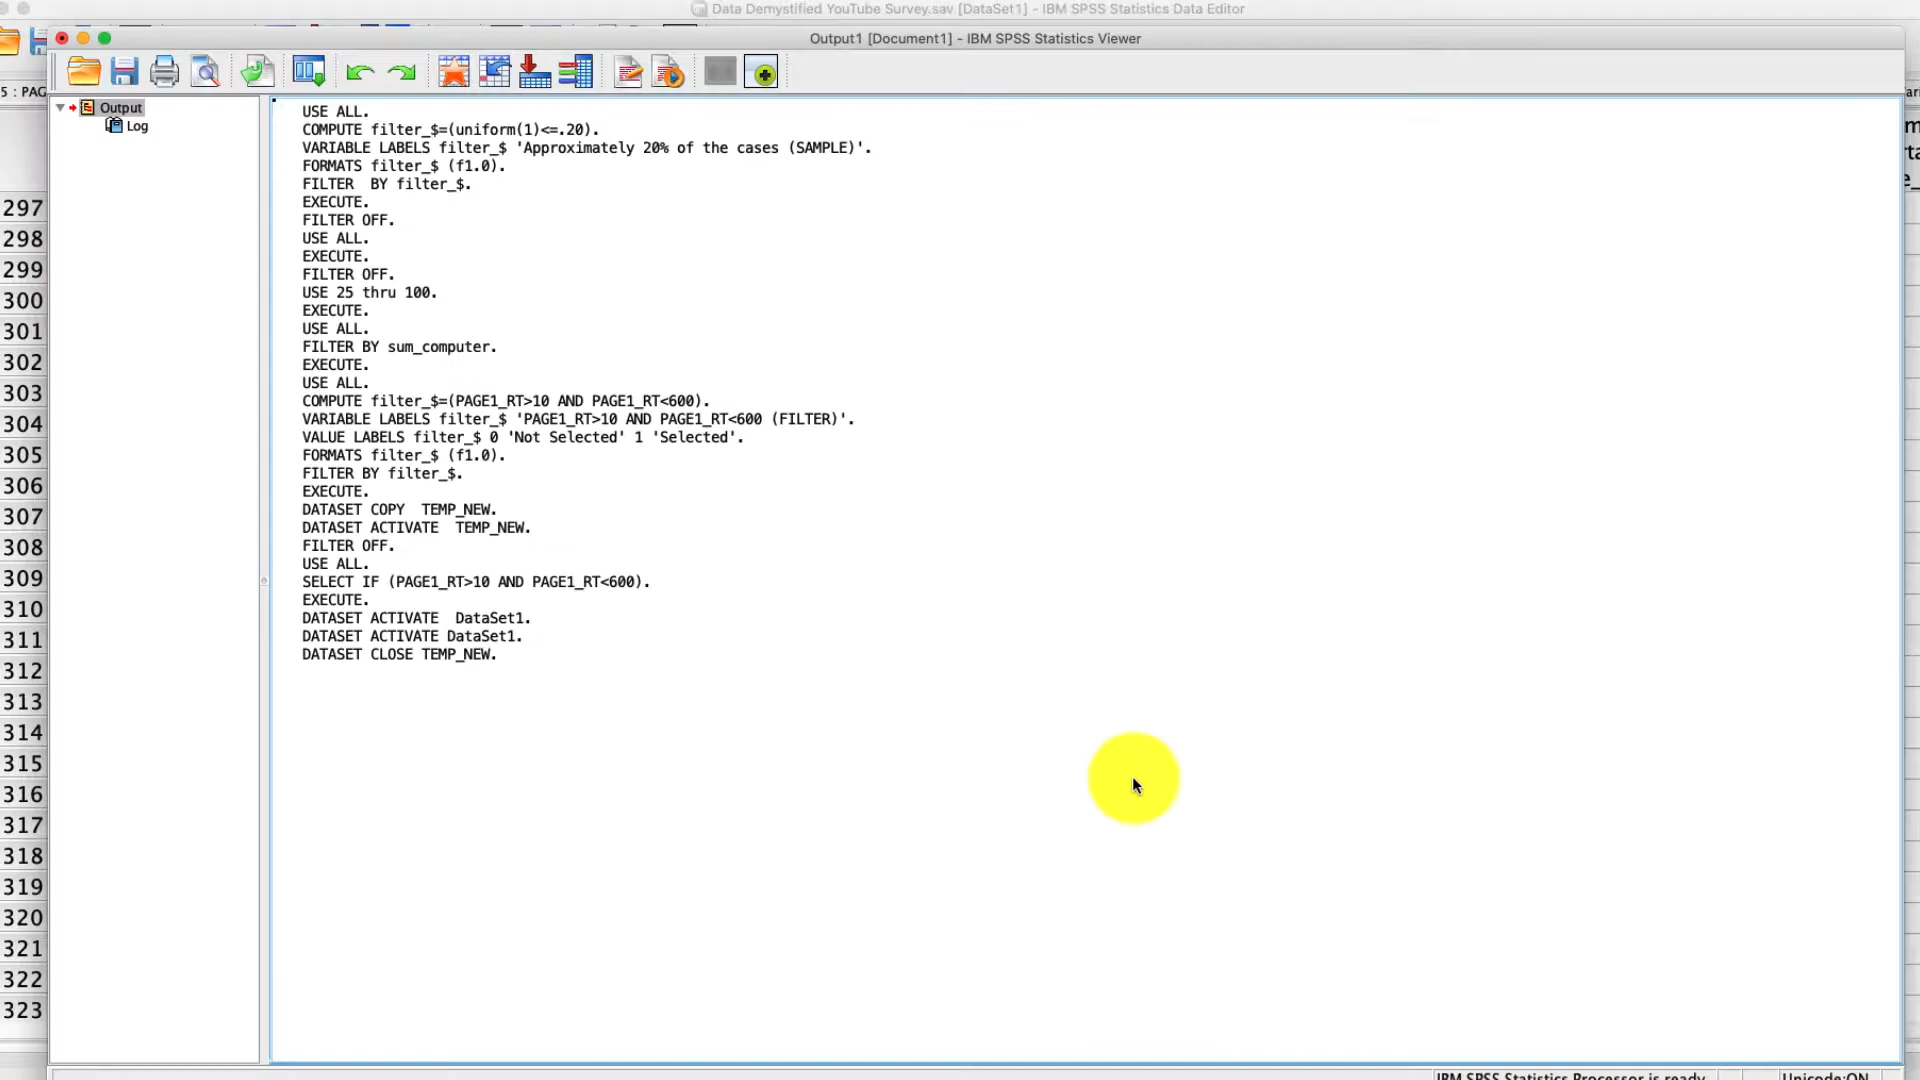 Data Demystified YouTube Survey.sav [DataSet1] - IBM SPSS Statistics Data Editor
Output1 [Document1] - IBM SPSS Statistics Viewer
5 : PAG
Output
Log
USE ALL.
COMPUTE filter_$=(uniform(1)<=.20).
VARIABLE LABELS filter_$ 'Approximately 20% of the cases (SAMPLE)'.
FORMATS filter_$ (f1.0).
FILTER  BY filter_$.
EXECUTE.
FILTER OFF.
USE ALL.
EXECUTE.
FILTER OFF.
USE 25 thru 100.
EXECUTE.
USE ALL.
FILTER BY sum_computer.
EXECUTE.
USE ALL.
COMPUTE filter_$=(PAGE1_RT>10 AND PAGE1_RT<600).
VARIABLE LABELS filter_$ 'PAGE1_RT>10 AND PAGE1_RT<600 (FILTER)'.
VALUE LABELS filter_$ 0 'Not Selected' 1 'Selected'.
FORMATS filter_$ (f1.0).
FILTER BY filter_$.
EXECUTE.
DATASET COPY  TEMP_NEW.
DATASET ACTIVATE  TEMP_NEW.
FILTER OFF.
USE ALL.
SELECT IF (PAGE1_RT>10 AND PAGE1_RT<600).
EXECUTE.
DATASET ACTIVATE  DataSet1.
DATASET ACTIVATE DataSet1.
DATASET CLOSE TEMP_NEW.
297
298
299
300
301
302
303
304
305
306
307
308
309
310
311
312
313
314
315
316
317
318
319
320
321
322
323
IBM SPSS Statistics Processor is ready
Unicode:ON